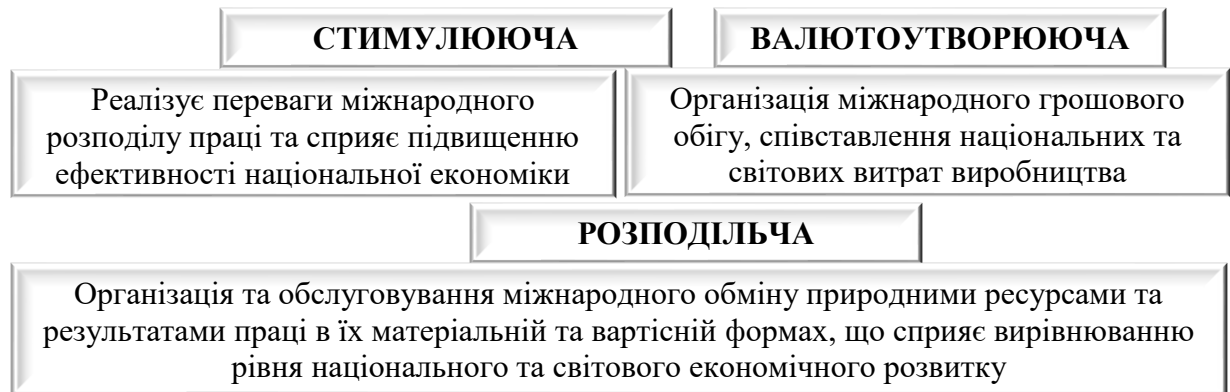 СТИМУЛЮЮЧА
Реалізує переваги міжнародного
розподілу праці та сприяє підвищенню
ефективності національної економіки
ВАЛЮТОУТВОРЮЮЧА
Організація міжнародного грошового
обігу, співставлення національних та
світових витрат виробництва
РОЗПОДІЛЬЧА
Організація та обслуговування міжнародного обміну природними ресурсами та
результатами праці в їх матеріальній та вартісній формах, що сприяє вирівнюванню
рівня національного та світового економічного розвитку